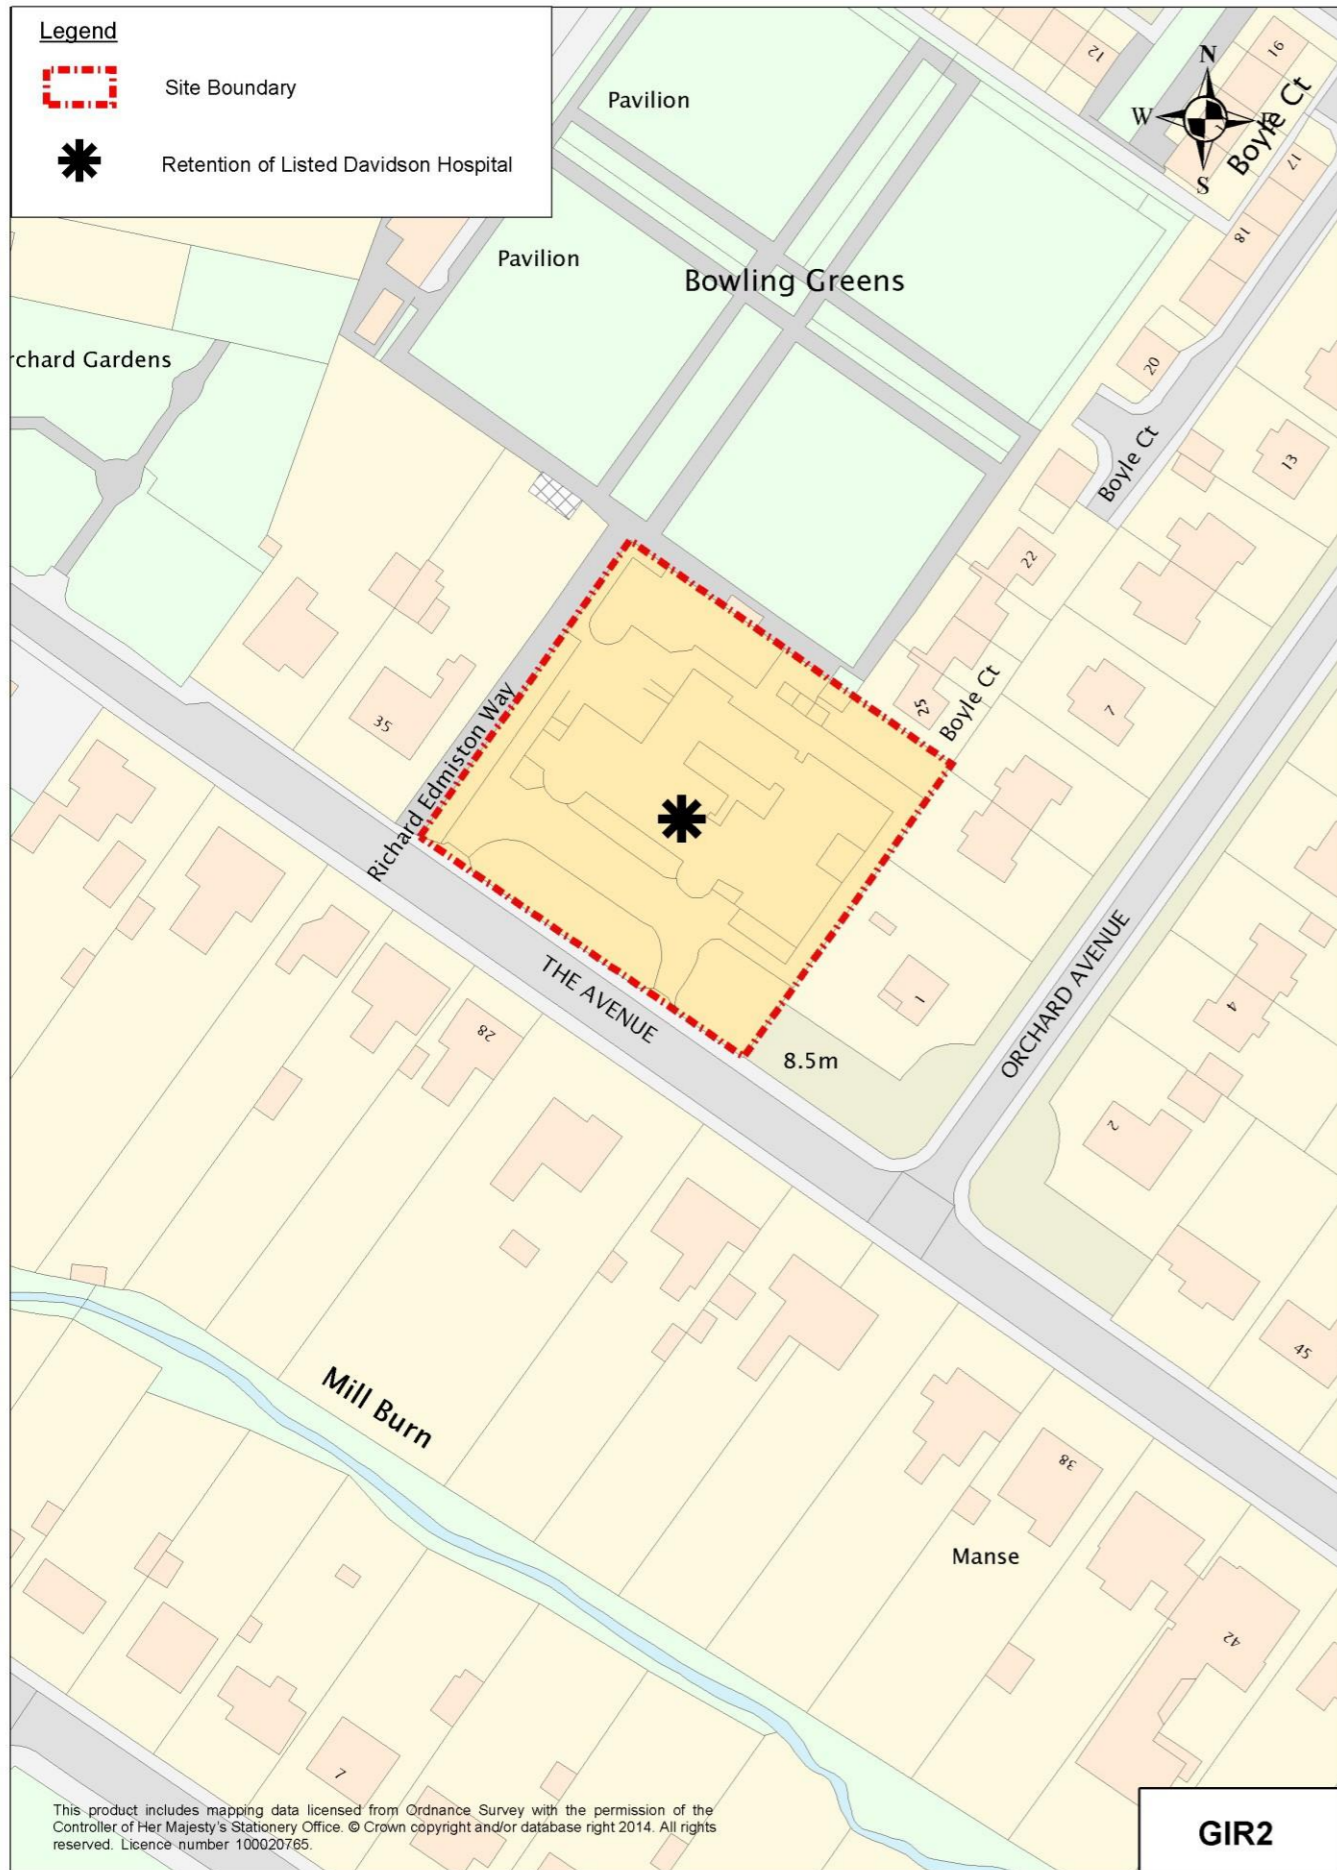 Legend
Site Boundary
Retention of Listed Davidson Hospital
N
W
S
Pavilion
12
16
Boyle Ct
17
18
Pavilion
Bowling Greens
rchard Gardens
20
Boyle Ct
13
22
7
25
Boyle Ct
35
Richard Edmiston Way
THE AVENUE
28
8.5m
1
ORCHARD AVENUE
4
2
45
Mill Burn
38
Manse
42
7
This product includes mapping data licensed from Ordnance Survey with the permission of the
Controller of Her Majesty's Stationery Office. © Crown copyright and/or database right 2014. All rights
reserved. Licence number 100020765.
GIR2